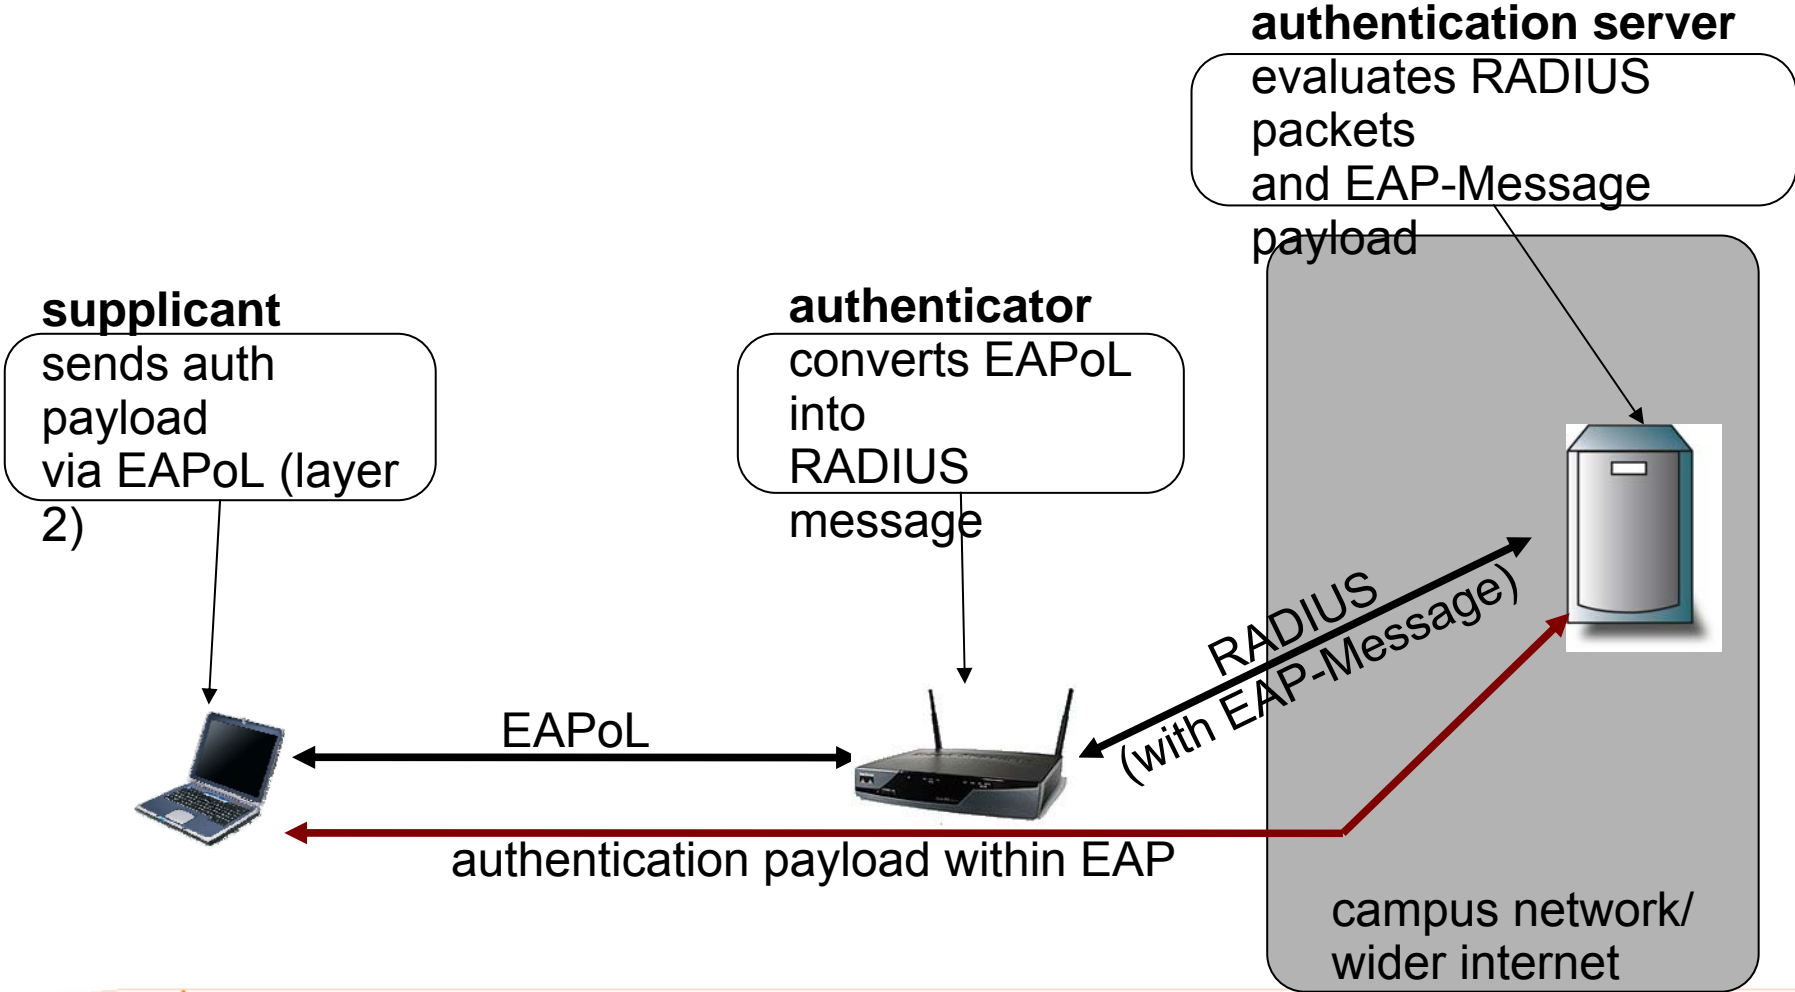 authentication server
evaluates RADIUS
packets
and EAP-Message
payload
supplicant
sends auth
payload
via EAPoL (layer
2)
authenticator
converts EAPoL
into
RADIUS
message
RADIUS
(with EAP-Message)
EAPoL
authentication payload within EAP
campus network/
wider internet